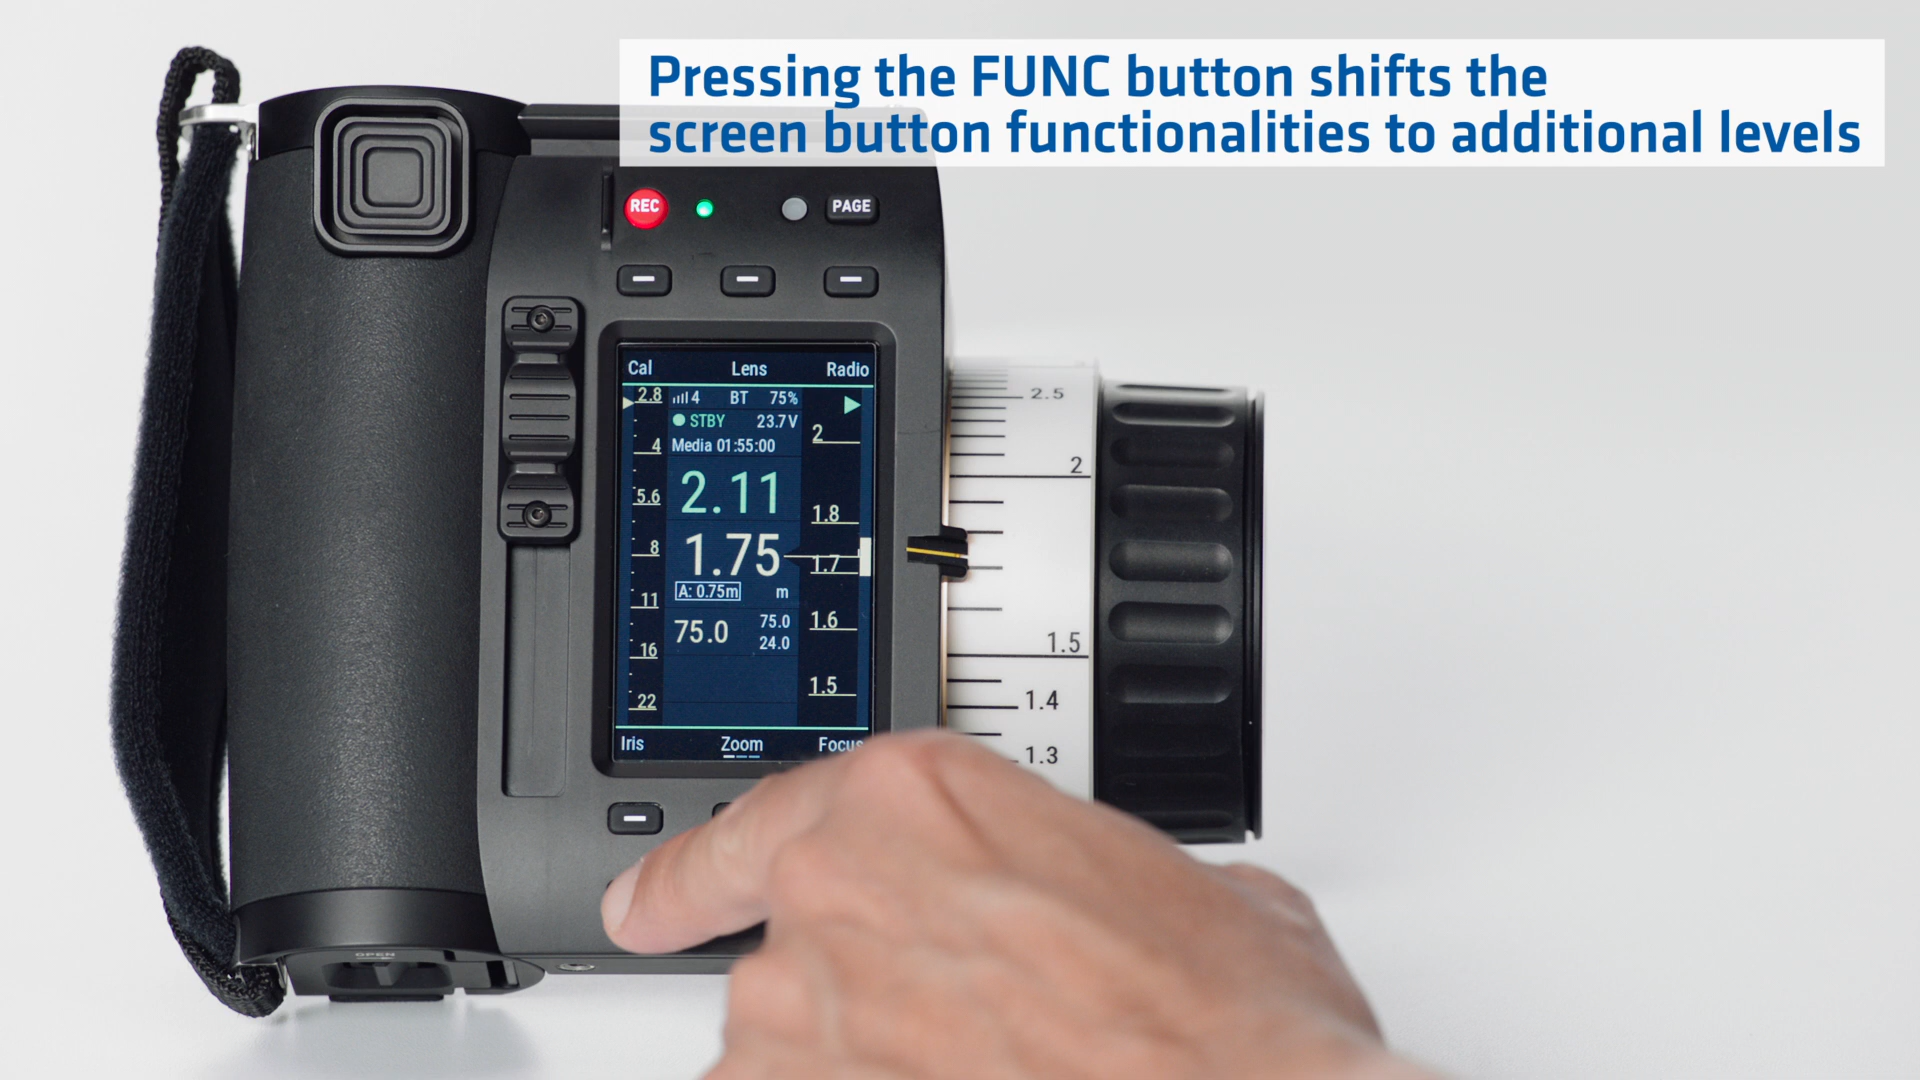 Pressing the FUNC button shifts the
screen button functionalities to additional levels
REC PAGE
Cal Lens Radio
2.8 4 BT 75%
STBY 23.7V
2
4 Media 01:55:00
2.11
5.6
1.8
8 1.75 1.7
A: 0.75m m
11
75.0 75.0 1.6
24.0
16
1.5
22
Iris Zoom Focus
2.5
2
1.5
1.4
1.3
OPEN